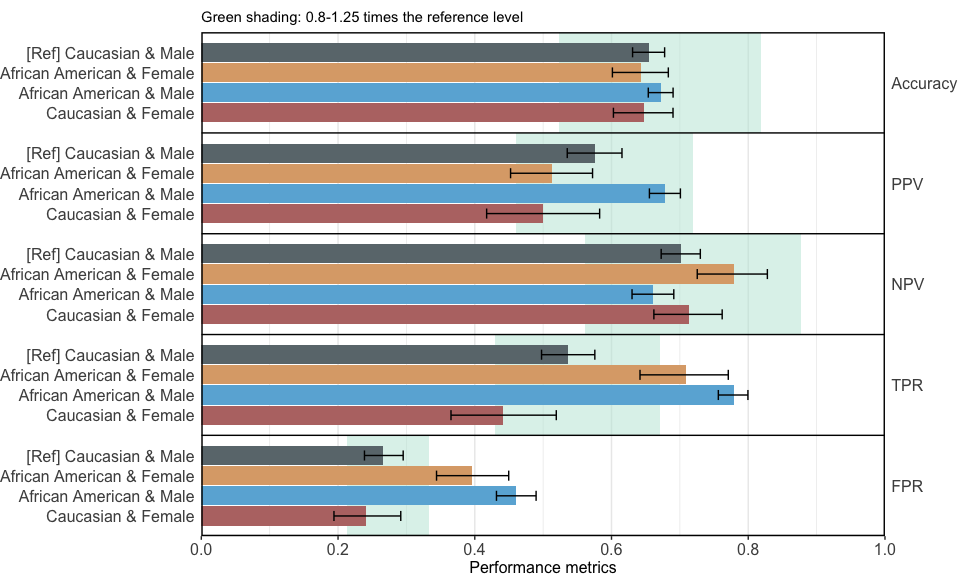 Green shading: 0.8-1.25 times the reference level
[Ref] Caucasian & Male
African American & Female
African American & Male
Caucasian & Female
Accuracy
[Ref] Caucasian & Male
African American & Female
African American & Male
Caucasian & Female
PPV
[Ref] Caucasian & Male
African American & Female
African American & Male
Caucasian & Female
NPV
[Ref] Caucasian & Male
African American & Female
African American & Male
Caucasian & Female
TPR
[Ref] Caucasian & Male
African American & Female
African American & Male
Caucasian & Female
FPR
0.0 0.2 0.4 0.6 0.8 1.0
Performance metrics